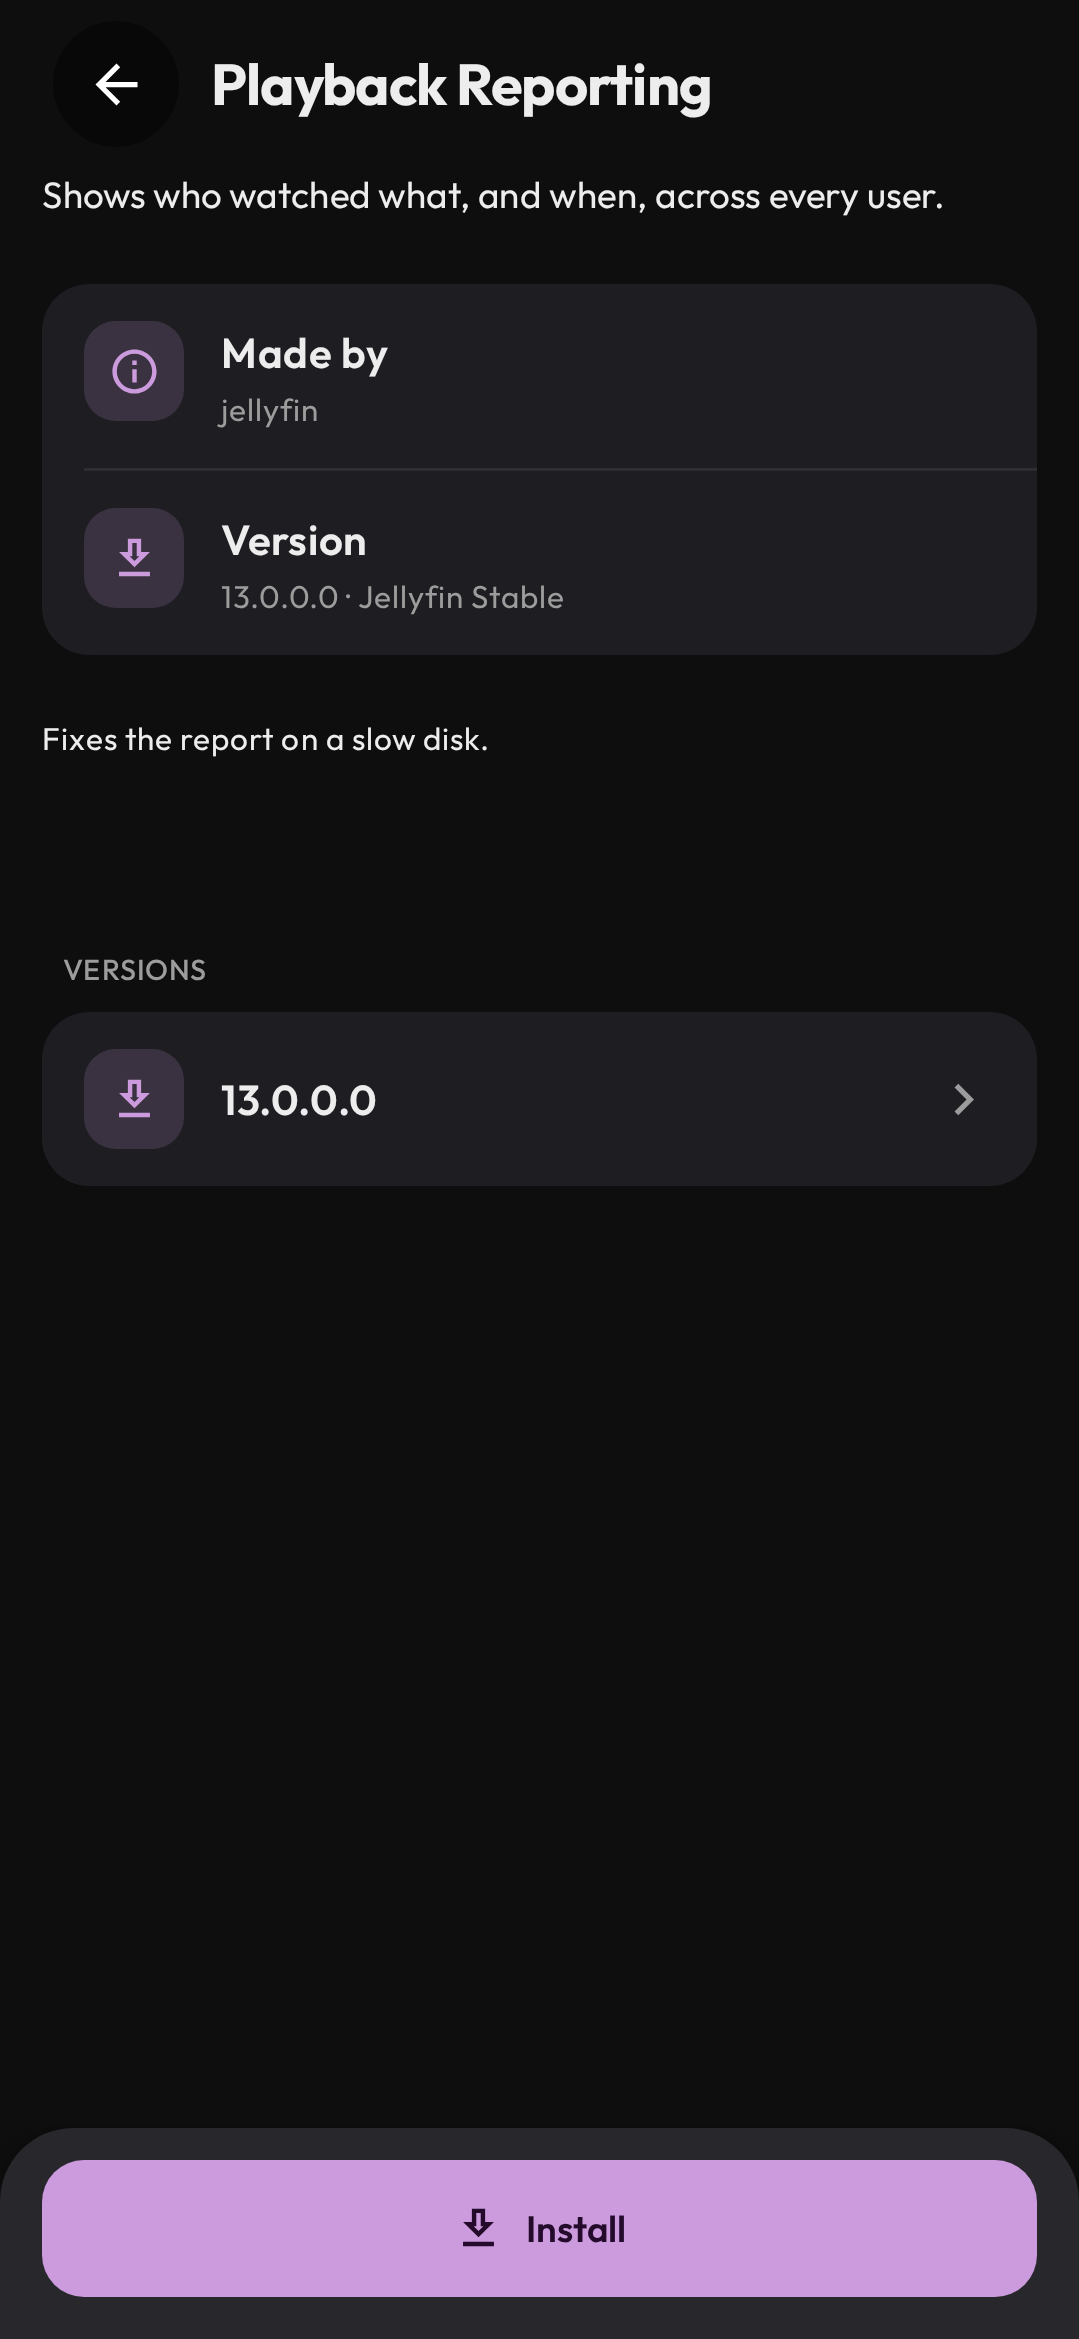 Playback Reporting
Shows who watched what, and when, across every user.
Made by
jellyfin
Version
13.0.0.0 · Jellyfin Stable
Fixes the report on a slow disk.
VERSIONS
13.0.0.0
Install